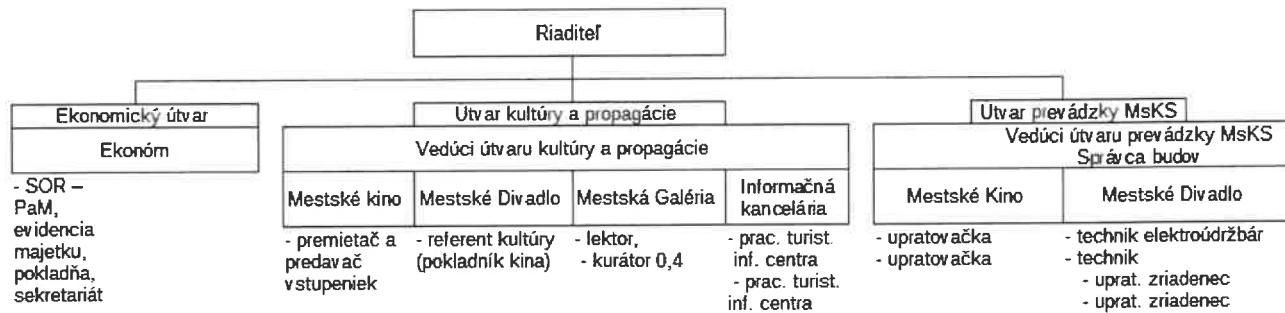 Riaditeľ
Ekonomický útvar
Ekonóm
- SOR –
PaM,
evidencia
majetku,
pokladňa,
sekretariát
Utvar kultúry a propagácie
Vedúci útvaru kultúry a propagácie
Mestské kino
- premietač a
predavač
vstupeniek
Mestské Divadlo
- referent kultúry
(pokladník kina)
Mestská Galéria
- lektor,
- kurátor 0,4
Informačná
kancelária
- prac. turist.
inf. centra
- prac. turist.
inf. centra
Utvar prevádzky MsKS
Vedúci útvaru prevádzky MsKS
Správca budov
Mestské Kino
- upratovačka
- upratovačka
Mestské Divadlo
- technik elektroúdržbár
- technik
- uprat. zriadenec
- uprat. zriadenec